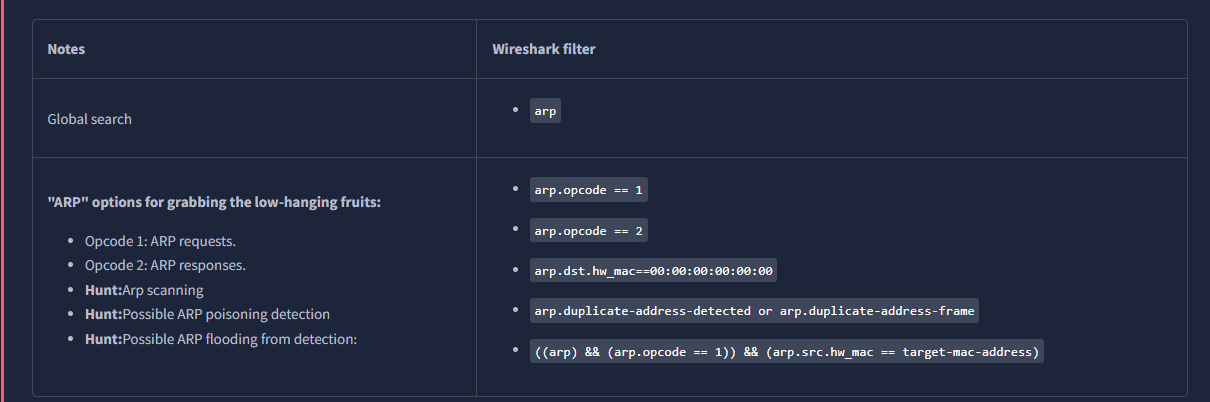 Notes
Wireshark filter
Global search
arp
"ARP" options for grabbing the low-hanging fruits:
Opcode 1: ARP requests.
Opcode 2: ARP responses.
Hunt:Arp scanning
Hunt:Possible ARP poisoning detection
Hunt:Possible ARP flooding from detection:
arp.opcode == 1
arp.opcode == 2
arp.dst.hw_mac==00:00:00:00:00:00
arp.duplicate-address-detected or arp.duplicate-address-frame
((arp) && (arp.opcode == 1)) && (arp.src.hw_mac == target-mac-address)